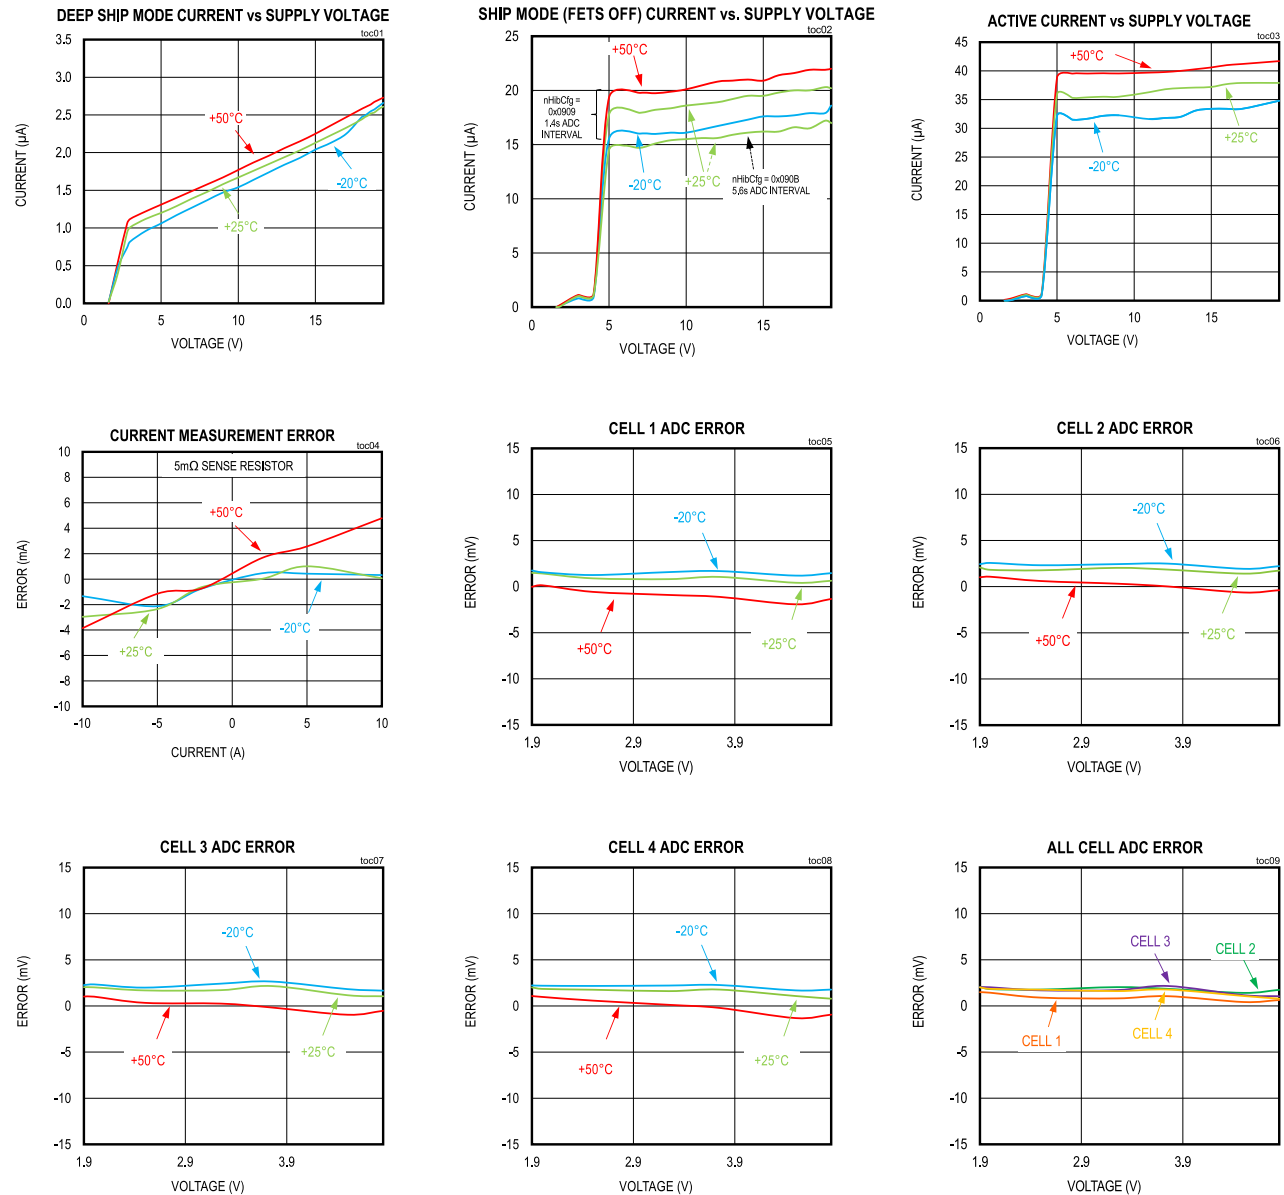 DEEP SHIP MODE CURRENT vs SUPPLY VOLTAGE
toc01
3.5
3.0
2.5
2.0
1.5
1.0
0.5
0.0
CURRENT (µA)
+50°C
-20°C
+25°C
0
5
10
15
VOLTAGE (V)
SHIP MODE (FETS OFF) CURRENT vs. SUPPLY VOLTAGE
toc02
25
20
15
10
5
0
CURRENT (µA)
+50°C
nHibCfg =
0x0909
1.4s ADC
INTERVAL
-20°C
+25°C
nHibCfg = 0x090B
5,6s ADC INTERVAL
0
5
10
15
VOLTAGE (V)
ACTIVE CURRENT vs SUPPLY VOLTAGE
toc03
45
40
35
30
25
20
15
10
5
0
CURRENT (µA)
+50°C
+25°C
-20°C
0
5
10
15
VOLTAGE (V)
CURRENT MEASUREMENT ERROR
toc04
10
8
6
4
2
0
-2
-4
-6
-8
-10
ERROR (mA)
5mΩ SENSE RESISTOR
+50°C
-20°C
+25°C
-10
-5
0
5
10
CURRENT (A)
CELL 1 ADC ERROR
toc05
15
10
5
0
-5
-10
-15
ERROR (mV)
-20°C
+50°C
+25°C
1.9
2.9
3.9
VOLTAGE (V)
CELL 2 ADC ERROR
toc06
15
10
5
0
-5
-10
-15
ERROR (mV)
-20°C
+50°C
+25°C
1.9
2.9
3.9
VOLTAGE (V)
CELL 3 ADC ERROR
toc07
15
10
5
0
-5
-10
-15
ERROR (mV)
-20°C
+50°C
+25°C
1.9
2.9
3.9
VOLTAGE (V)
CELL 4 ADC ERROR
toc08
15
10
5
0
-5
-10
-15
ERROR (mV)
-20°C
+50°C
+25°C
1.9
2.9
3.9
VOLTAGE (V)
ALL CELL ADC ERROR
toc09
15
10
5
0
-5
-10
-15
ERROR (mV)
CELL 3
CELL 2
CELL 1
CELL 4
1.9
2.9
3.9
VOLTAGE (V)